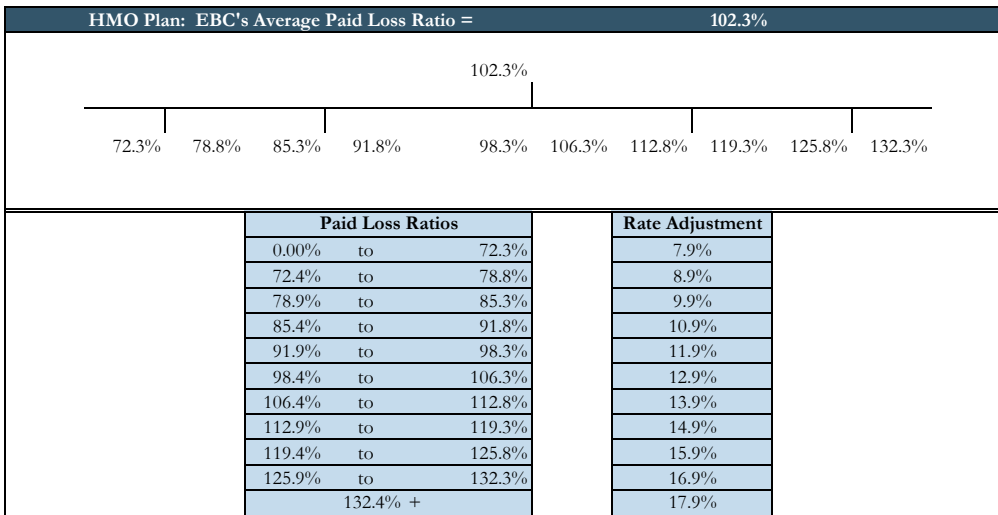 HMO Plan: EBC's Average Paid Loss Ratio = 102.3%
102.3%
72.3% 78.8% 85.3% 91.8% 98.3% 106.3% 112.8% 119.3% 125.8% 132.3%
Paid Loss Ratios Rate Adjustment
0.00% to 72.3% 7.9%
72.4% to 78.8% 8.9%
78.9% to 85.3% 9.9%
85.4% to 91.8% 10.9%
91.9% to 98.3% 11.9%
98.4% to 106.3% 12.9%
106.4% to 112.8% 13.9%
112.9% to 119.3% 14.9%
119.4% to 125.8% 15.9%
125.9% to 132.3% 16.9%
132.4% + 17.9%